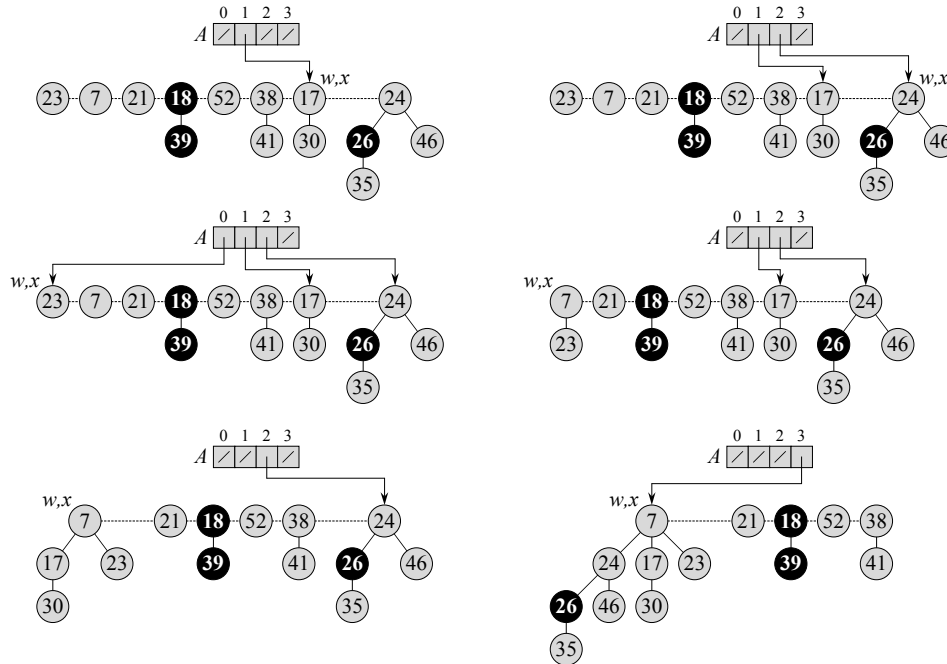 0 1 2 3
A
w,x
23 7 21 18 52 38 17 24
39 41 30 26 46
35
0 1 2 3
A
w,x
23 7 21 18 52 38 17 24
39 41 30 26 46
35
0 1 2 3
A
w,x
23 7 21 18 52 38 17 24
39 41 30 26 46
35
0 1 2 3
A
w,x
7 21 18 52 38 17 24
23 39 41 30 26 46
35
0 1 2 3
A
w,x
7 21 18 52 38 24
17 23 39 41 26 46
30 35
0 1 2 3
A
w,x
7 21 18 52 38
24 17 23 39 41
26 46 30
35